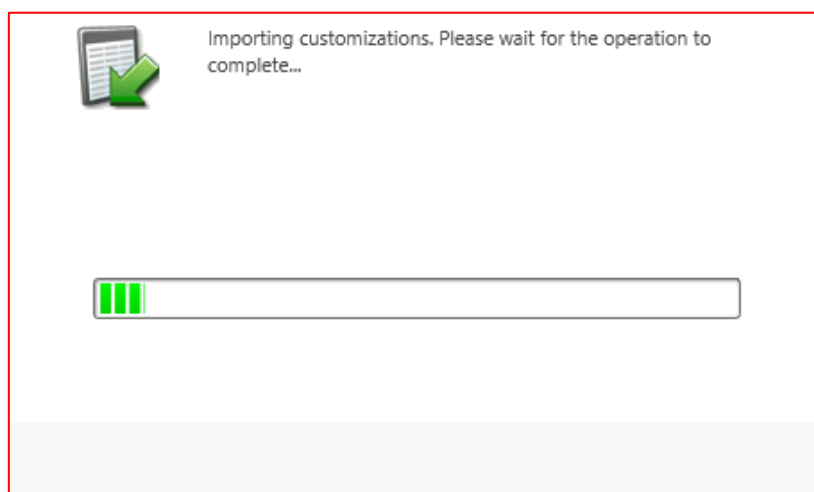 Importing customizations. Please wait for the operation to
complete...